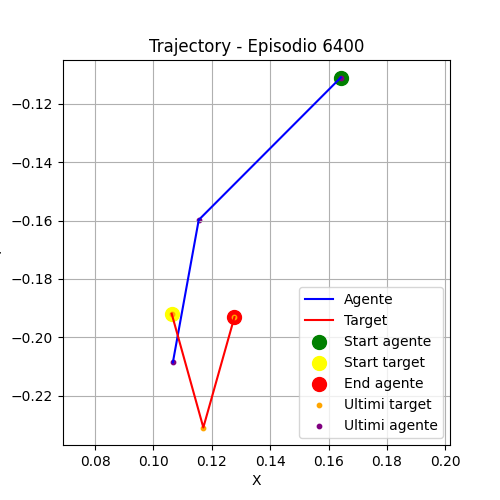 Trajectory - Episodio 6400
−0.12
−0.14
−0.16
−0.18
−0.20
−0.22
Agente
Target
Start agente
Start target
End agente
Ultimi target
Ultimi agente
0.08 0.10 0.12 0.14 0.16 0.18 0.20
X